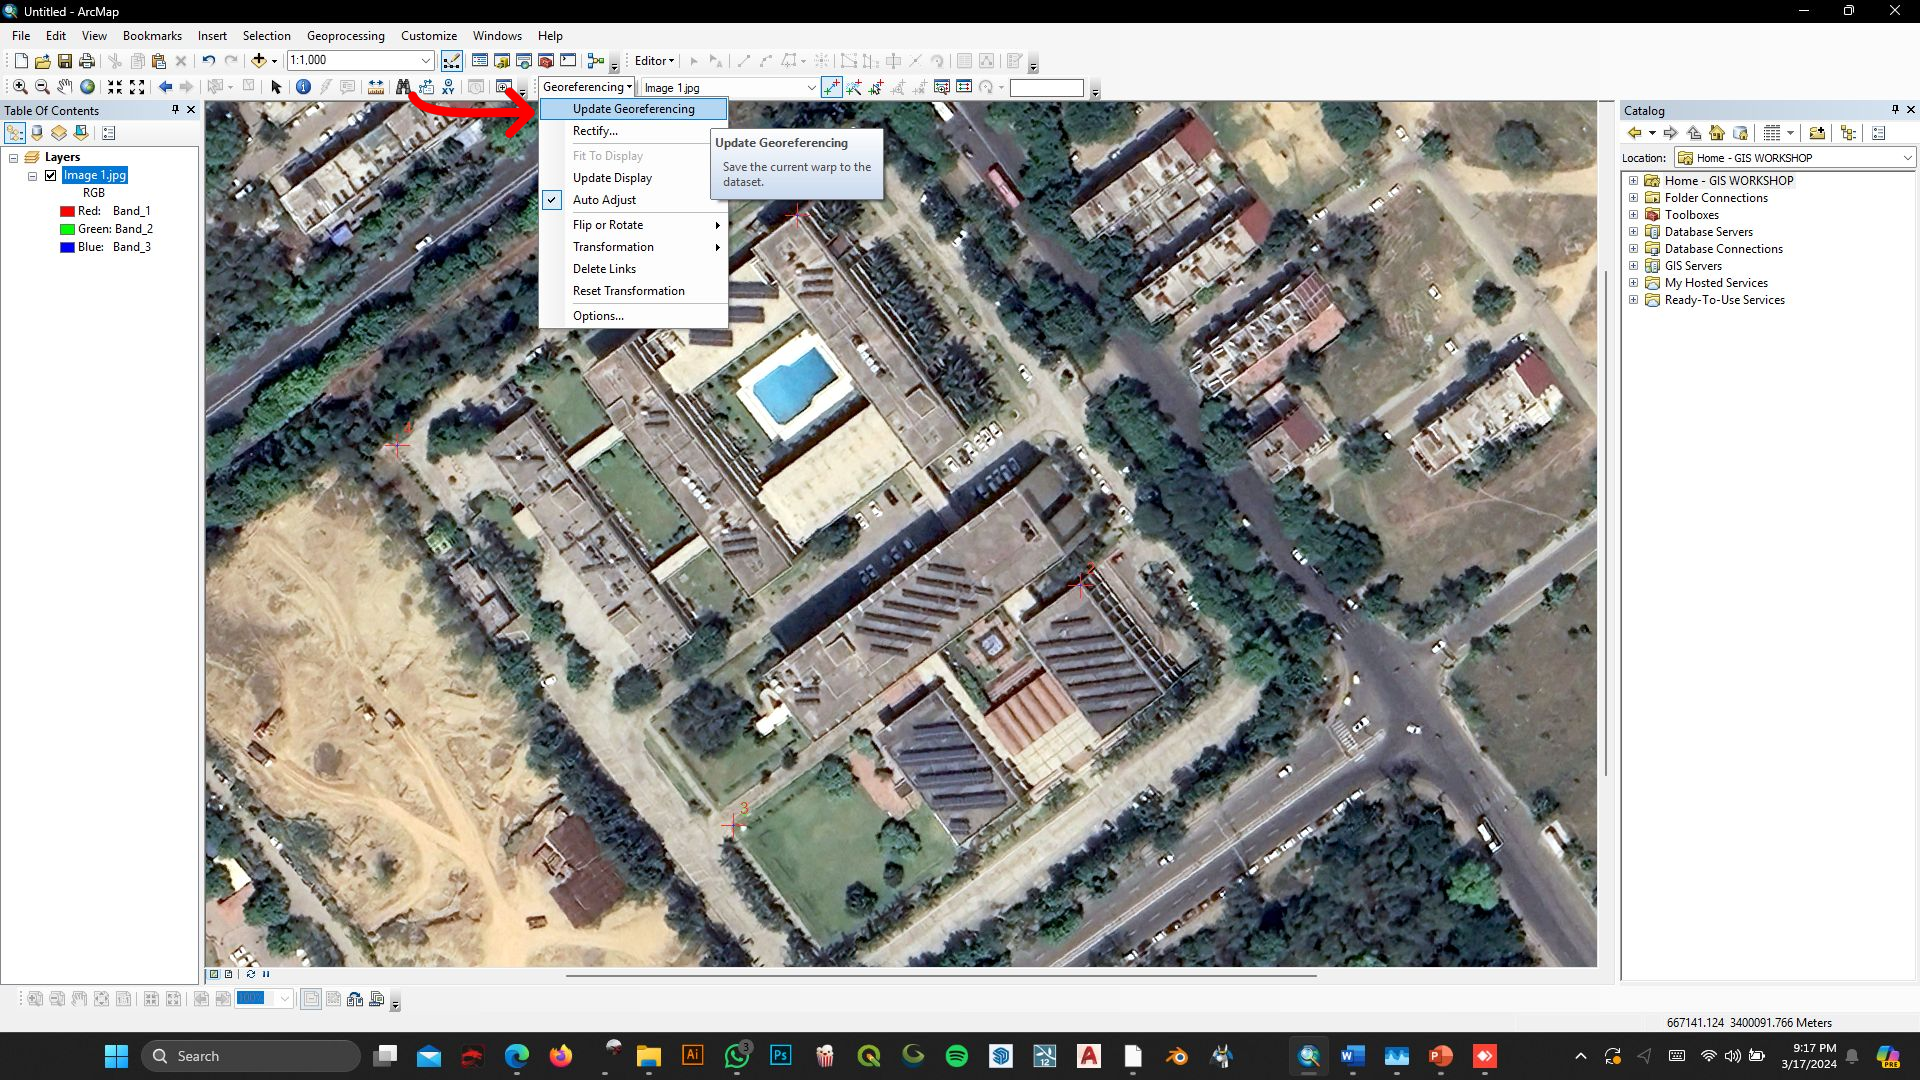 Untitled - ArcMap
File Edit View Bookmarks Insert Selection Geoprocessing Customize Windows Help
1:1,000
Editor
Georeferencing
Image 1.jpg
Table Of Contents
Layers
Image 1.jpg
RGB
Red: Band_1
Green: Band_2
Blue: Band_3
Update Georeferencing
Rectify...
Fit To Display
Update Display
Auto Adjust
Flip or Rotate
Transformation
Delete Links
Reset Transformation
Options...
Update Georeferencing
Save the current warp to the
dataset.
4
2
3
Catalog
Location: Home - GIS WORKSHOP
Home - GIS WORKSHOP
Folder Connections
Toolboxes
Database Servers
Database Connections
GIS Servers
My Hosted Services
Ready-To-Use Services
100%
667141.124 3400091.766 Meters
Search
3
9:17 PM
3/17/2024